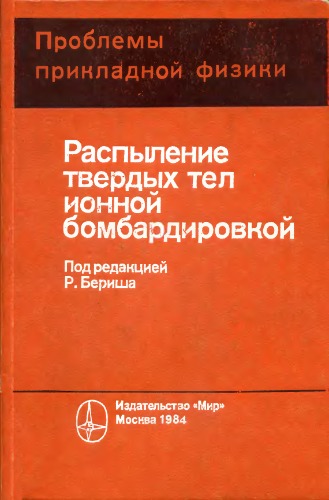 Проблемы
прикладной физики
Распыление
твердых тел
ионной
бомбардировкой
Под редакцией
Р. Бериша
Издательство «Мир»
Москва 1984